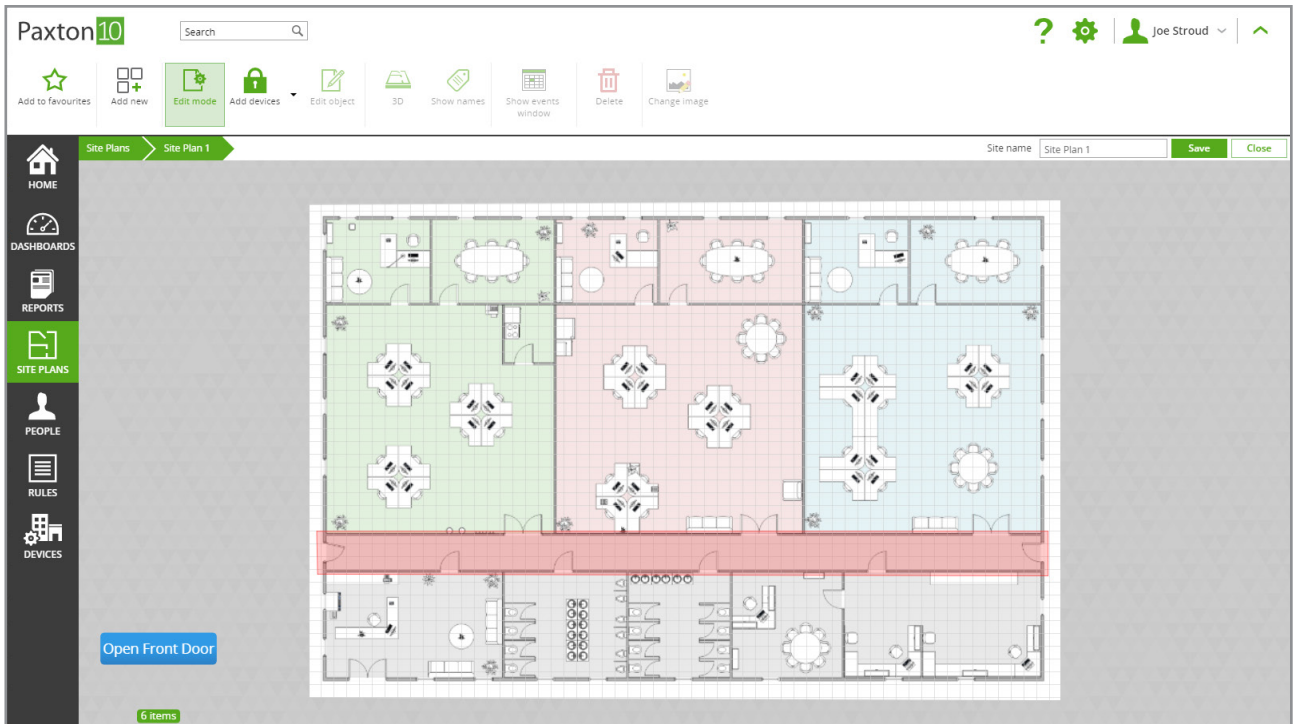 Paxton 10
Search
Joe Stroud
Add to favourites
Add new
Edit mode
Add devices
Edit object
3D
Show names
Show events
window
Delete
Change image
Site Plans
Site Plan 1
Site name
Site Plan 1
Save
Close
HOME
DASHBOARDS
REPORTS
SITE PLANS
PEOPLE
RULES
DEVICES
Open Front Door
6 items